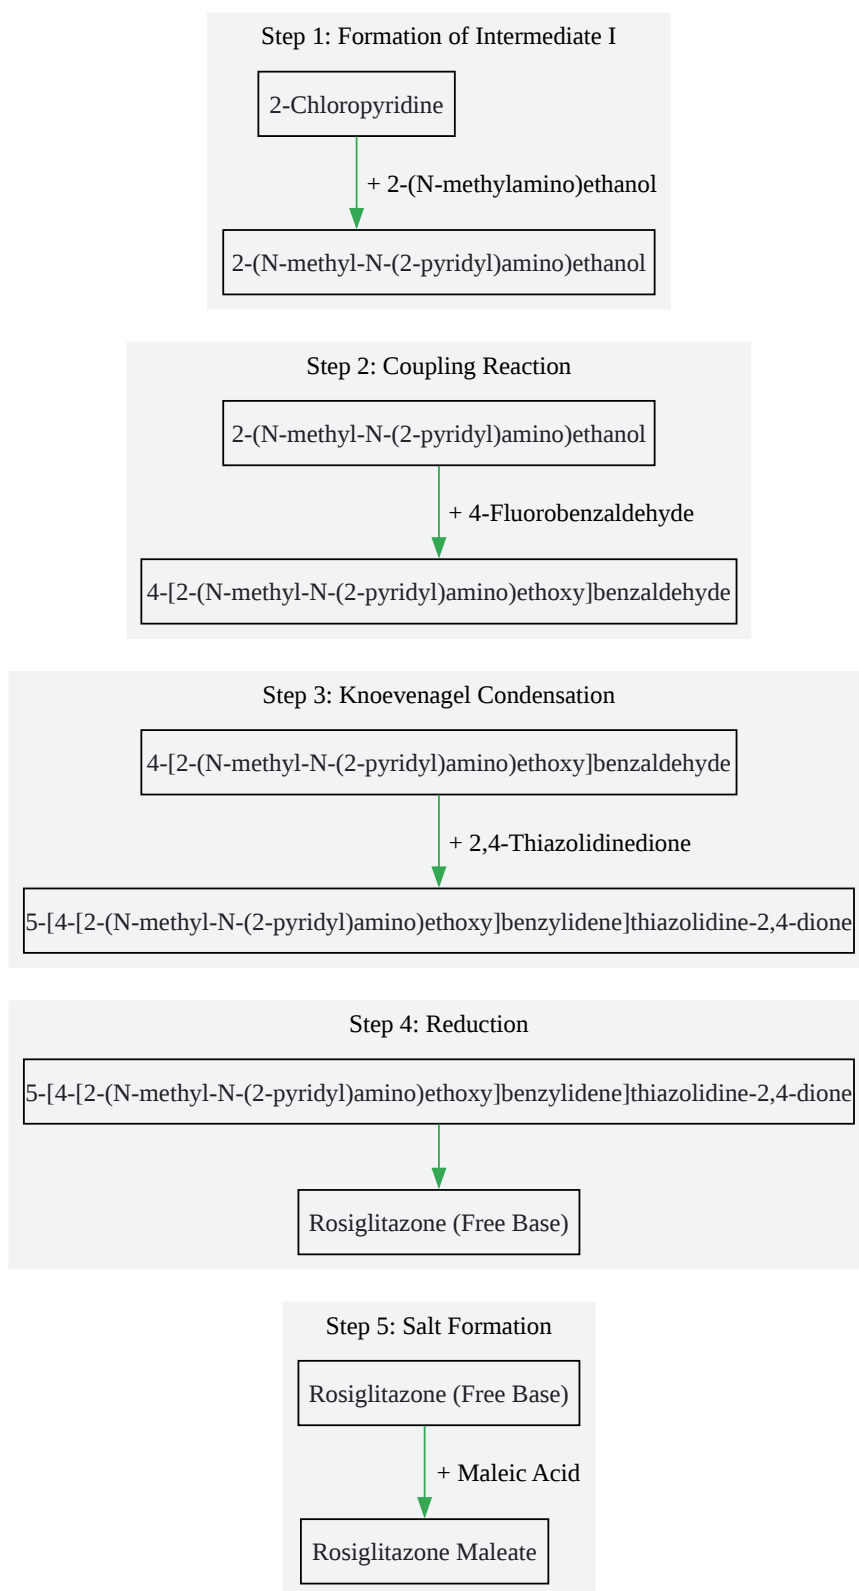 Step 1: Formation of Intermediate I
2-Chloropyridine
+ 2-(N-methylamino)ethanol
2-(N-methyl-N-(2-pyridyl)amino)ethanol
Step 2: Coupling Reaction
2-(N-methyl-N-(2-pyridyl)amino)ethanol
+ 4-Fluorobenzaldehyde
4-[2-(N-methyl-N-(2-pyridyl)amino)ethoxy]benzaldehyde
Step 3: Knoevenagel Condensation
4-[2-(N-methyl-N-(2-pyridyl)amino)ethoxy]benzaldehyde
+ 2,4-Thiazolidinedione
5-[4-[2-(N-methyl-N-(2-pyridyl)amino)ethoxy]benzylidene]thiazolidine-2,4-dione
Step 4: Reduction
5-[4-[2-(N-methyl-N-(2-pyridyl)amino)ethoxy]benzylidene]thiazolidine-2,4-dione
Rosiglitazone (Free Base)
Step 5: Salt Formation
Rosiglitazone (Free Base)
+ Maleic Acid
Rosiglitazone Maleate